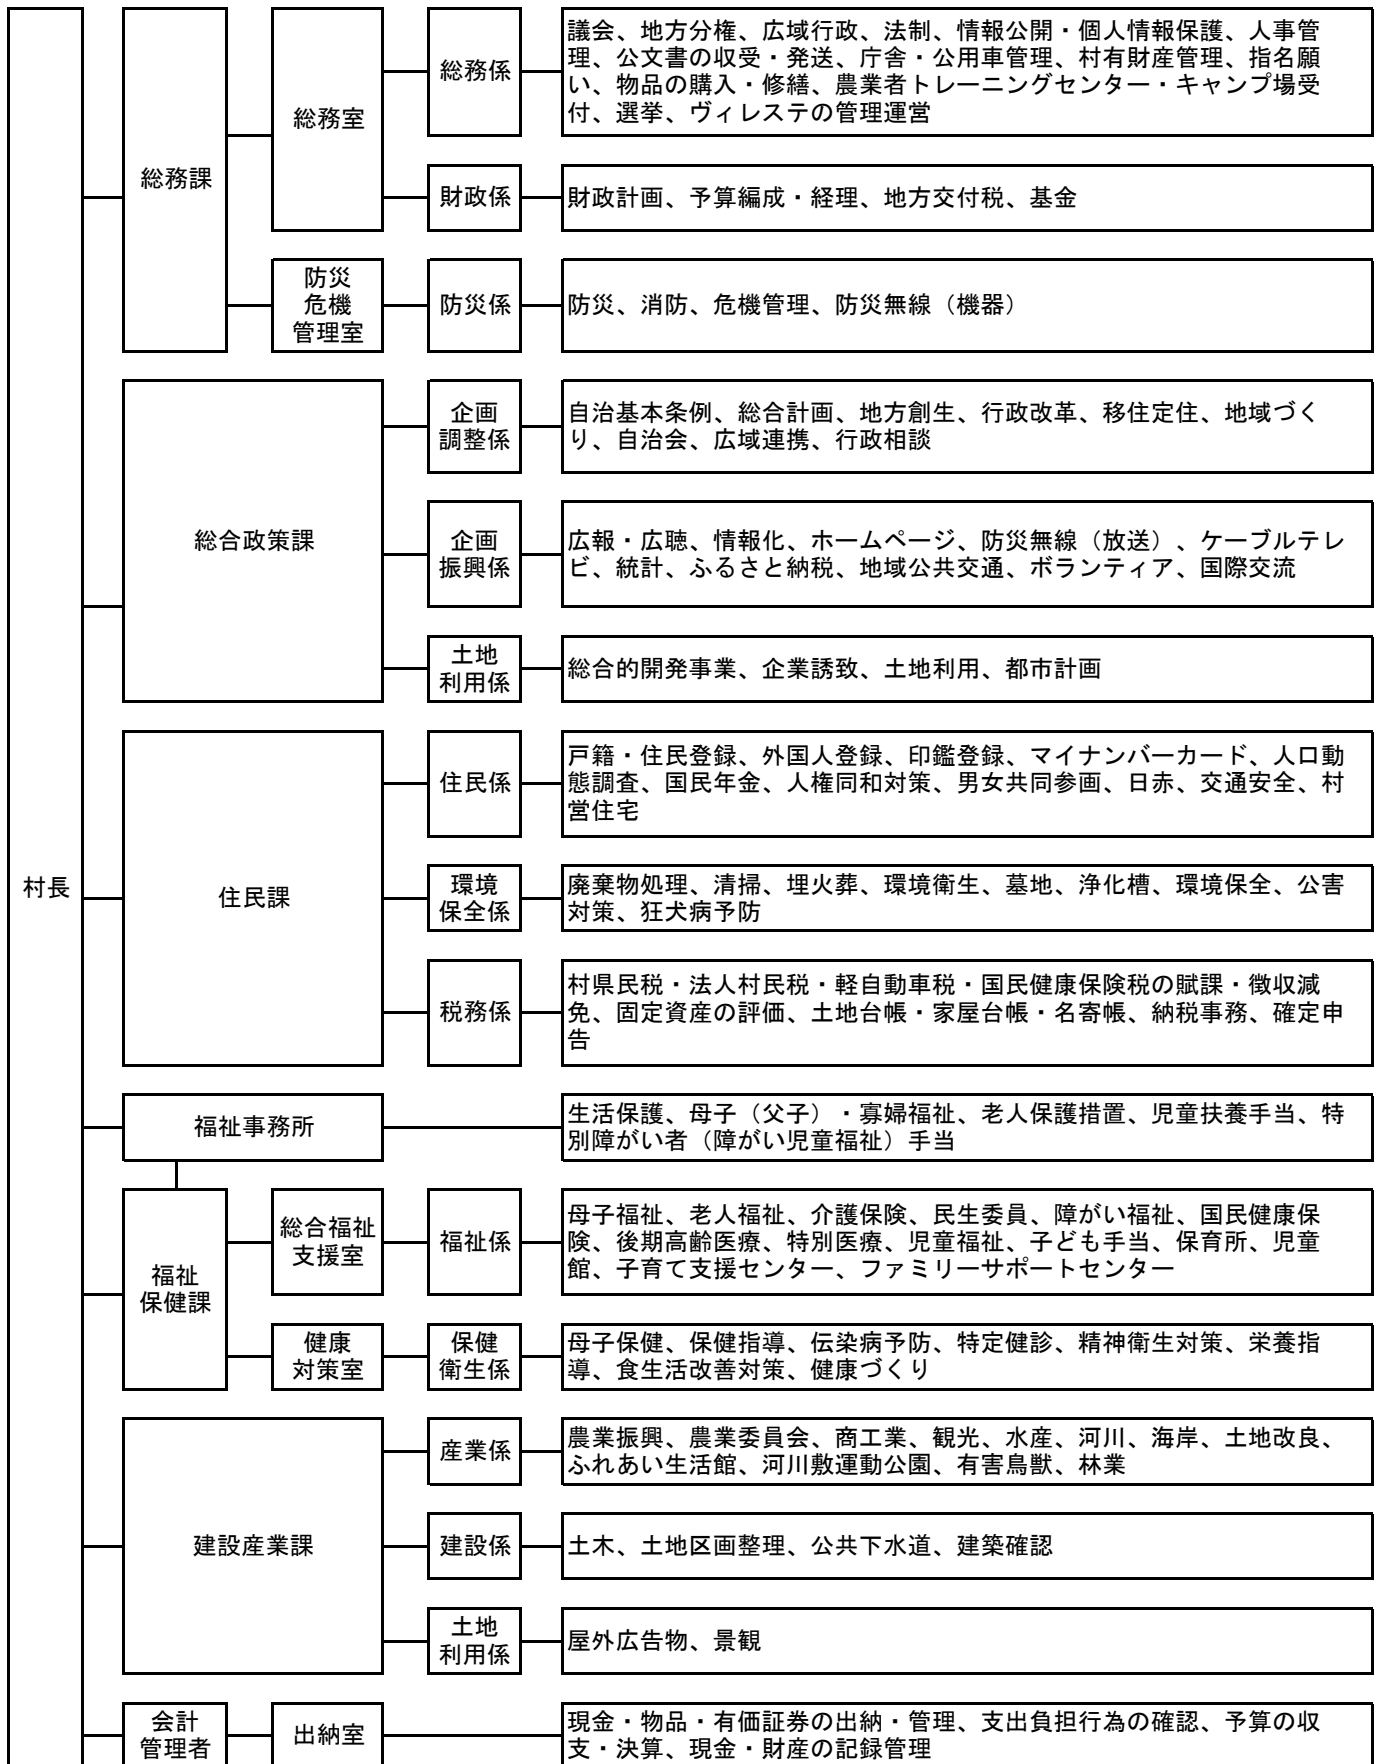 村長
総務課
総務室
総務係
議会、地方分権、広域行政、法制、情報公開・個人情報保護、人事管
理、公文書の収受・発送、庁舎・公用車管理、村有財産管理、指名願
い、物品の購入・修繕、農業者トレーニングセンター・キャンプ場受
付、選挙、ヴィレステの管理運営
財政係
財政計画、予算編成・経理、地方交付税、基金
防災
危機
管理室
防災係
防災、消防、危機管理、防災無線（機器）
総合政策課
企画
調整係
自治基本条例、総合計画、地方創生、行政改革、移住定住、地域づく
り、自治会、広域連携、行政相談
企画
振興係
広報・広聴、情報化、ホームページ、防災無線（放送）、ケーブルテレ
ビ、統計、ふるさと納税、地域公共交通、ボランティア、国際交流
土地
利用係
総合的開発事業、企業誘致、土地利用、都市計画
住民課
住民係
戸籍・住民登録、外国人登録、印鑑登録、マイナンバーカード、人口動
態調査、国民年金、人権同和対策、男女共同参画、日赤、交通安全、村
営住宅
環境
保全係
廃棄物処理、清掃、埋火葬、環境衛生、墓地、浄化槽、環境保全、公害
対策、狂犬病予防
税務係
村県民税・法人村民税・軽自動車税・国民健康保険税の賦課・徴収減
免、固定資産の評価、土地台帳・家屋台帳・名寄帳、納税事務、確定申
告
福祉事務所
生活保護、母子（父子）・寡婦福祉、老人保護措置、児童扶養手当、特
別障がい者（障がい児童福祉）手当
福祉
保健課
総合福祉
支援室
福祉係
母子福祉、老人福祉、介護保険、民生委員、障がい福祉、国民健康保
険、後期高齢医療、特別医療、児童福祉、子ども手当、保育所、児童
館、子育て支援センター、ファミリーサポートセンター
健康
対策室
保健
衛生係
母子保健、保健指導、伝染病予防、特定健診、精神衛生対策、栄養指
導、食生活改善対策、健康づくり
建設産業課
産業係
農業振興、農業委員会、商工業、観光、水産、河川、海岸、土地改良、
ふれあい生活館、河川敷運動公園、有害鳥獣、林業
建設係
土木、土地区画整理、公共下水道、建築確認
土地
利用係
屋外広告物、景観
会計
管理者
出納室
現金・物品・有価証券の出納・管理、支出負担行為の確認、予算の収
支・決算、現金・財産の記録管理